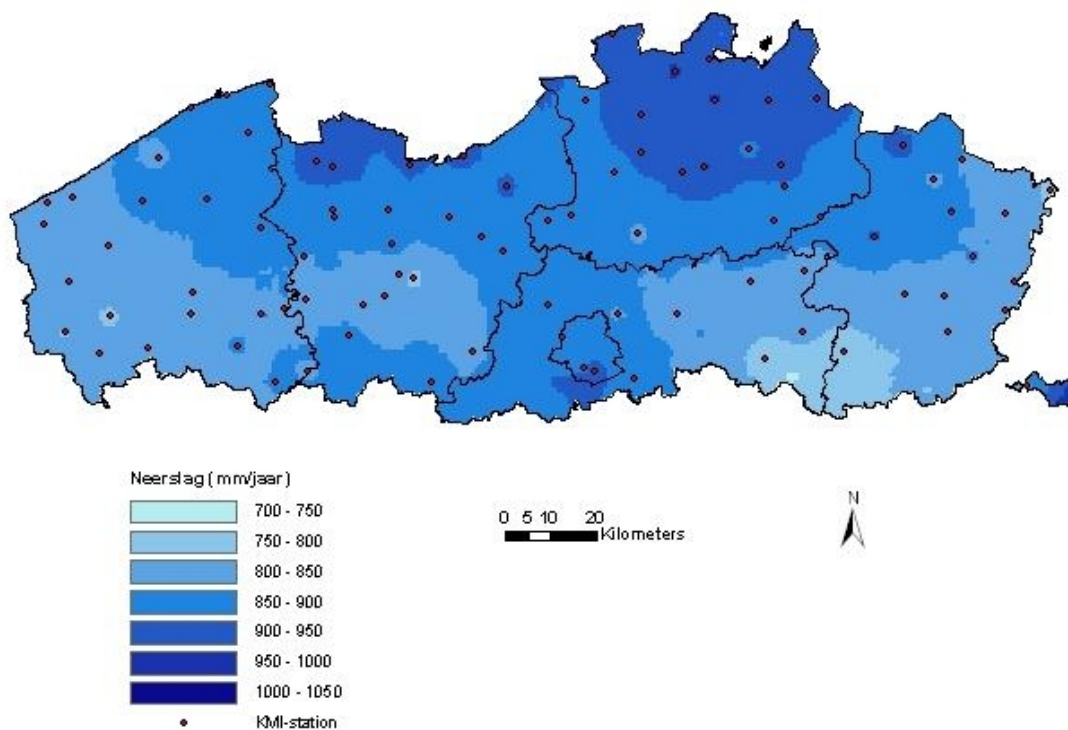 Neerslag (mm/jaar)
700 - 750
750 - 800
800 - 850
850 - 900
900 - 950
950 - 1000
1000 - 1050
KMI-station
0 5 10 20
Kilometers
N